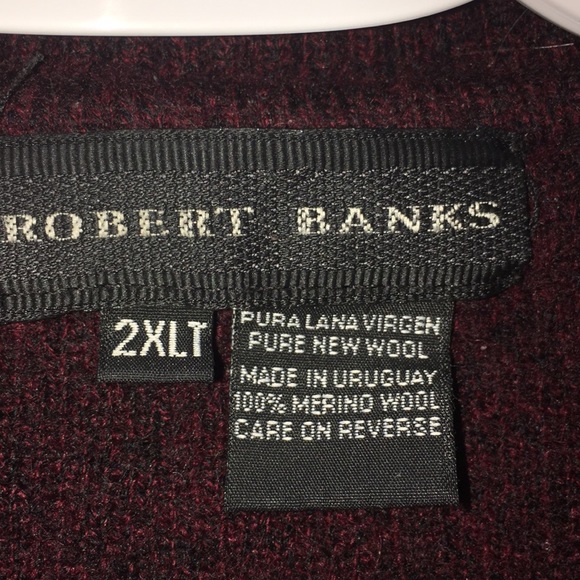 ROBERT BANKS
2XLT
PURA LANA VIRGEN
PURE NEW WOOL
MADE IN URUGUAY
100% MERINO WOOL
CARE ON REVERSE